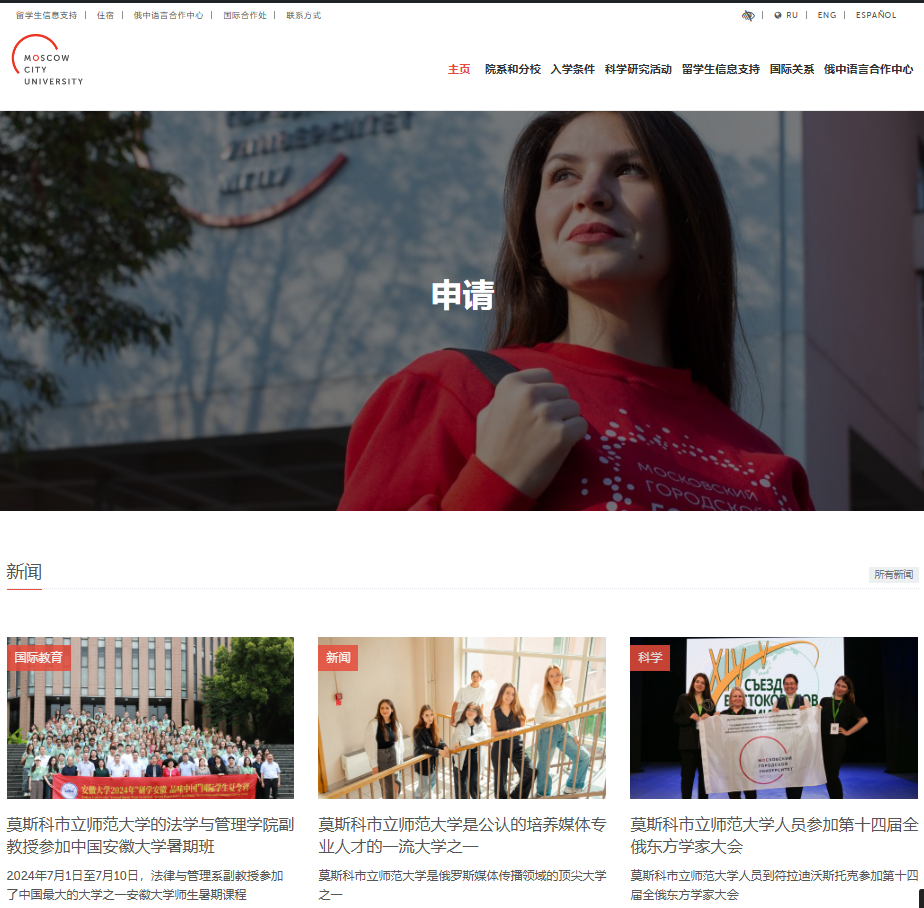 留学生信息支持 | 住宿 | 俄中语言合作中心 | 国际合作处 | 联系方式
RU | ENG | ESPAÑOL
MOSCOW
CITY
UNIVERSITY
主页 院系和分校 入学条件 科学研究活动 留学生信息支持 国际关系 俄中语言合作中心
УНИВЕРСИТЕТ
МГПУ
申请
МОСКОВСКИЙ
ГОРОДСКОЙ
新闻
所有新闻
国际教育
安徽大学2024年“研学安徽 品味中国”国际学生夏令营
新闻
科学
XIV
СЪЕЗД
МОСКОВСКИЙ
ГОРОДСКОЙ
УНИВЕРСИТЕТ
莫斯科市立师范大学的法学与管理学院副
教授参加中国安徽大学暑期班
2024年7月1日至7月10日，法律与管理系副教授参加
了中国最大的大学之一安徽大学师生暑期课程
莫斯科市立师范大学是公认的培养媒体专
业人才的一流大学之一
莫斯科市立师范大学是俄罗斯媒体传播领域的顶尖大学
之一
莫斯科市立师范大学人员参加第十四届全
俄东方学家大会
莫斯科市立师范大学人员到符拉迪沃斯托克参加第十四
届全俄东方学家大会